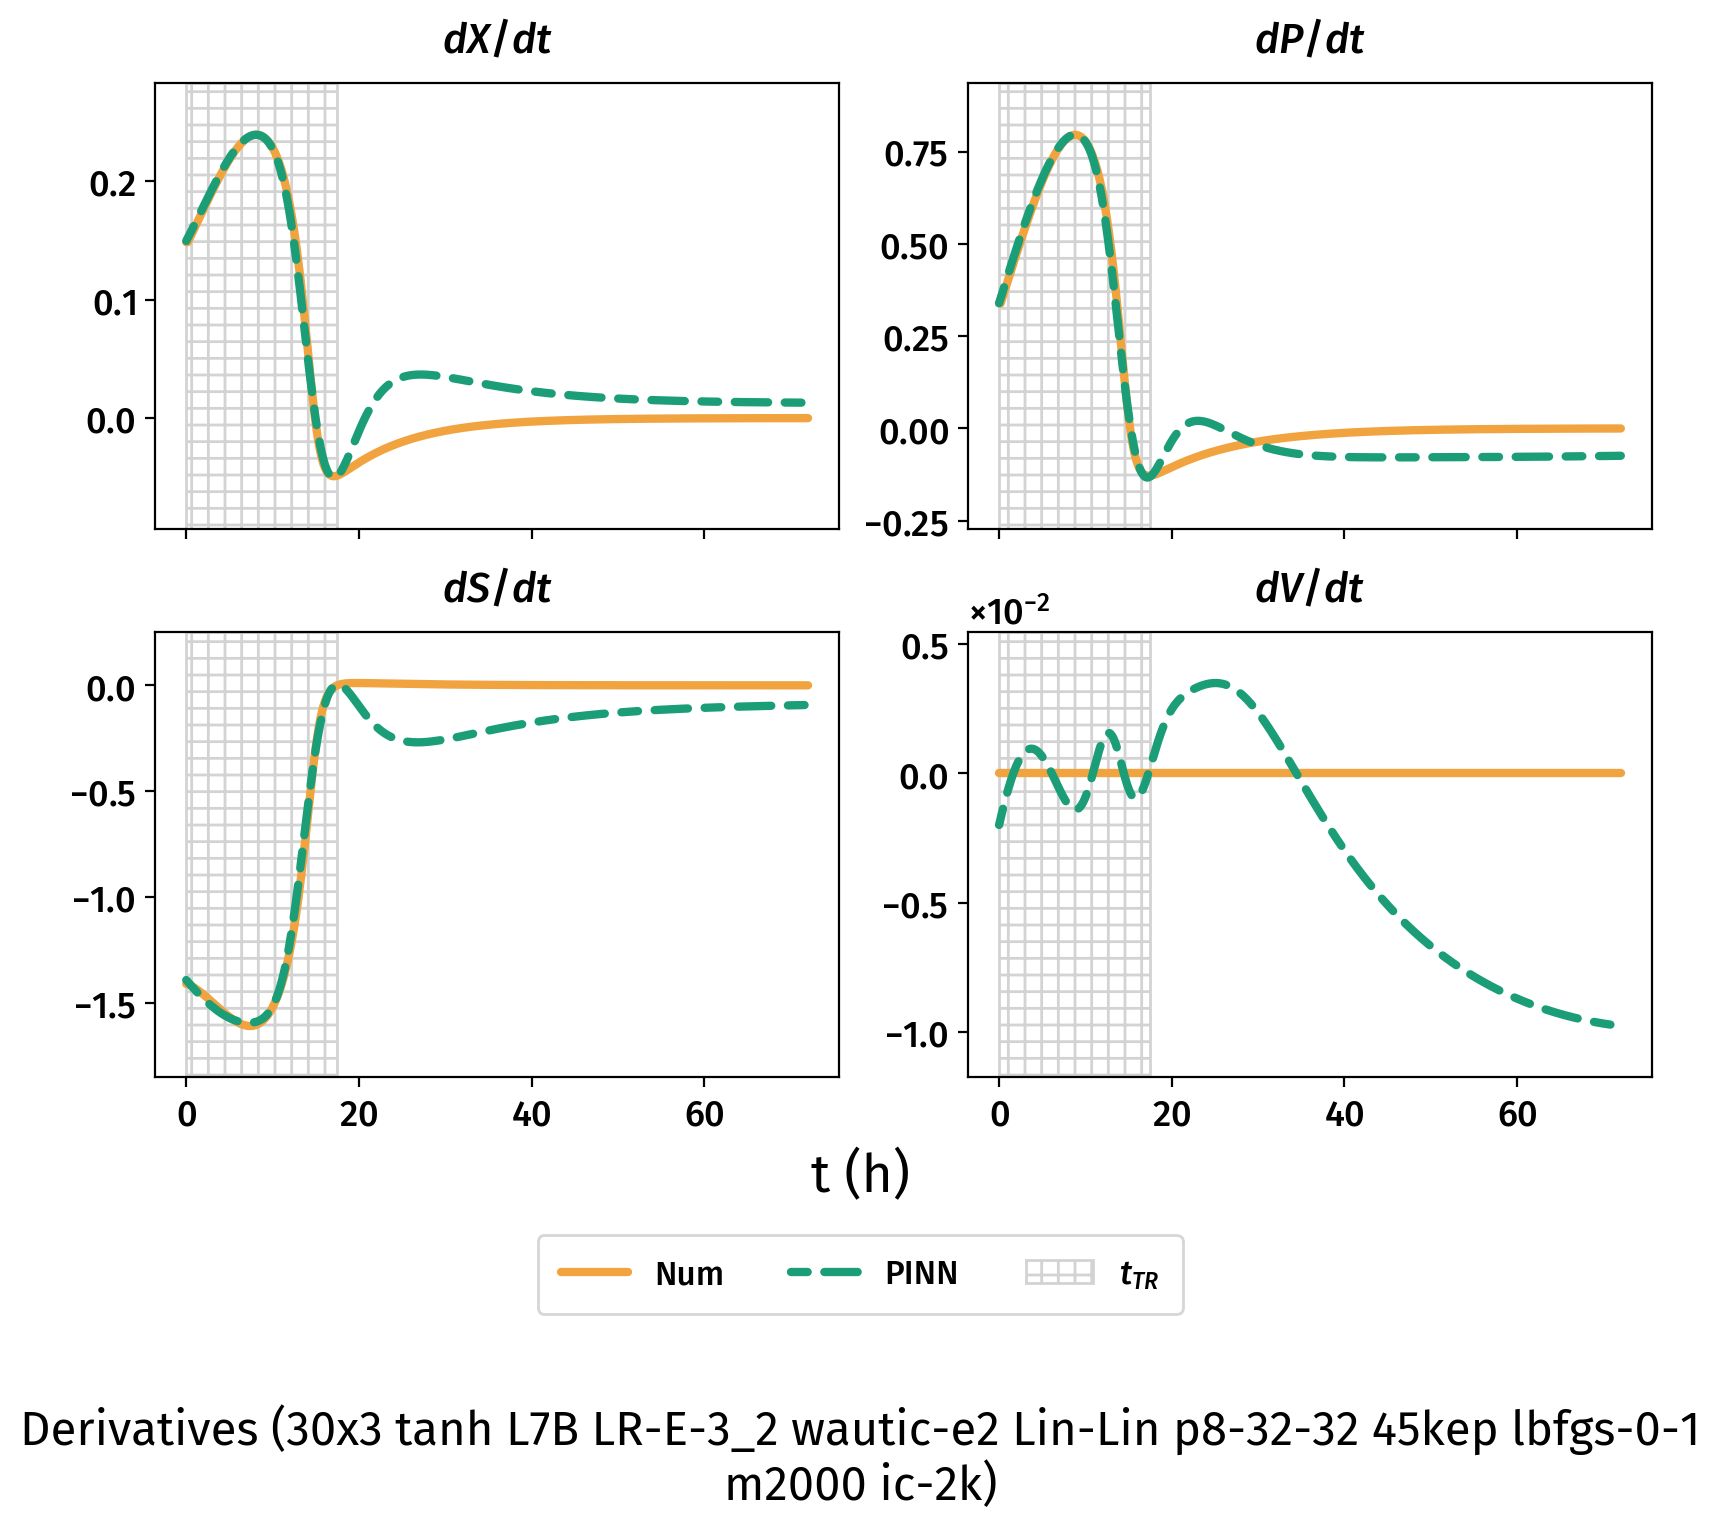 dX/dt
dP/dt
0.2
0.1
0.0
0.75
0.50
0.25
0.00
−0.25
dS/dt
dV/dt
×10⁻²
0.0
−0.5
−1.0
−1.5
0.5
0.0
−0.5
−1.0
0 20 40 60
0 20 40 60
t (h)
Num PINN t_TR
Derivatives (30x3 tanh L7B LR-E-3_2 wautic-e2 Lin-Lin p8-32-32 45kep lbfgs-0-1
m2000 ic-2k)